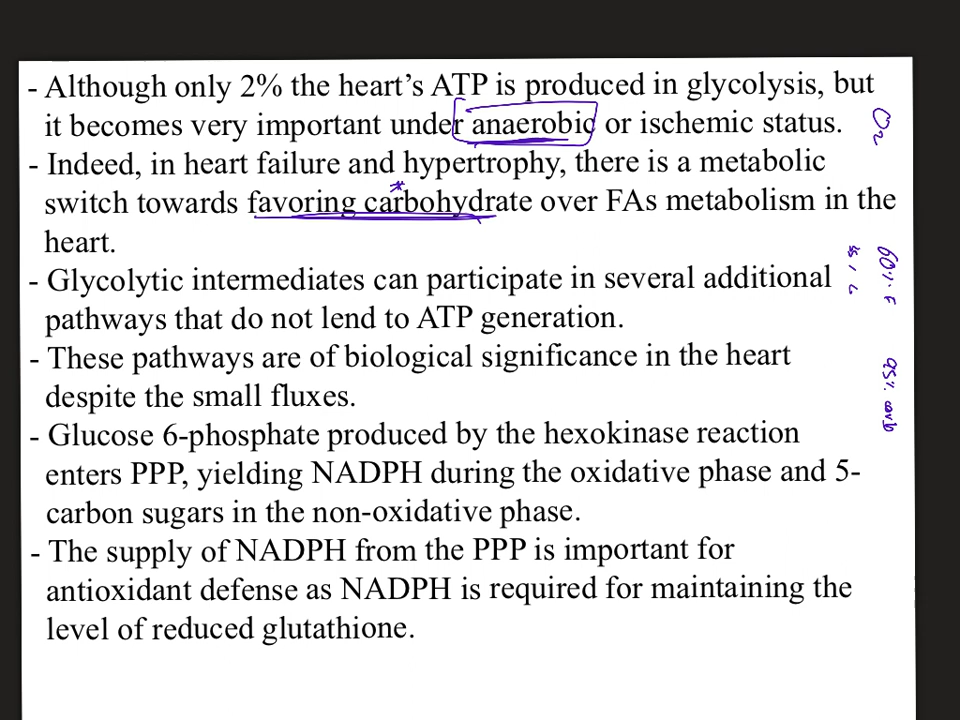 - Although only 2% the heart's ATP is produced in glycolysis, but
it becomes very important under anaerobic or ischemic status.
- Indeed, in heart failure and hypertrophy, there is a metabolic
switch towards favoring carbohydrate over FAs metabolism in the
heart.
- Glycolytic intermediates can participate in several additional
pathways that do not lend to ATP generation.
- These pathways are of biological significance in the heart
despite the small fluxes.
- Glucose 6-phosphate produced by the hexokinase reaction
enters PPP, yielding NADPH during the oxidative phase and 5-
carbon sugars in the non-oxidative phase.
- The supply of NADPH from the PPP is important for
antioxidant defense as NADPH is required for maintaining the
level of reduced glutathione.
60% F
95% carb